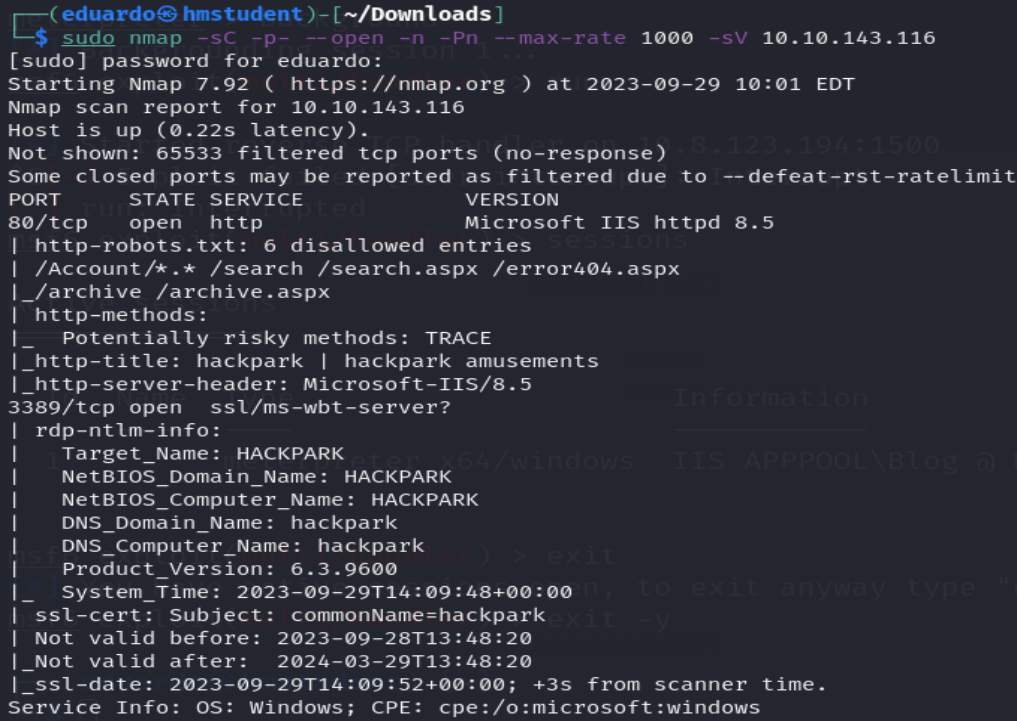 ┌──(eduardo㉿hmstudent)-[~/Downloads]
└─$ sudo nmap -sC -p- --open -n -Pn --max-rate 1000 -sV 10.10.143.116
[sudo] password for eduardo:
Starting Nmap 7.92 ( https://nmap.org ) at 2023-09-29 10:01 EDT
Nmap scan report for 10.10.143.116
Host is up (0.22s latency).
Not shown: 65533 filtered tcp ports (no-response)
Some closed ports may be reported as filtered due to --defeat-rst-ratelimit
PORT     STATE SERVICE            VERSION
80/tcp   open  http               Microsoft IIS httpd 8.5
| http-robots.txt: 6 disallowed entries
| /Account/*.* /search /search.aspx /error404.aspx
|_/archive /archive.aspx
| http-methods:
|_  Potentially risky methods: TRACE
|_http-title: hackpark | hackpark amusements
|_http-server-header: Microsoft-IIS/8.5
3389/tcp open  ssl/ms-wbt-server?
| rdp-ntlm-info:
|   Target_Name: HACKPARK
|   NetBIOS_Domain_Name: HACKPARK
|   NetBIOS_Computer_Name: HACKPARK
|   DNS_Domain_Name: hackpark
|   DNS_Computer_Name: hackpark
|   Product_Version: 6.3.9600
|_  System_Time: 2023-09-29T14:09:48+00:00
| ssl-cert: Subject: commonName=hackpark
| Not valid before: 2023-09-28T13:48:20
|_Not valid after:  2024-03-29T13:48:20
|_ssl-date: 2023-09-29T14:09:52+00:00; +3s from scanner time.
Service Info: OS: Windows; CPE: cpe:/o:microsoft:windows